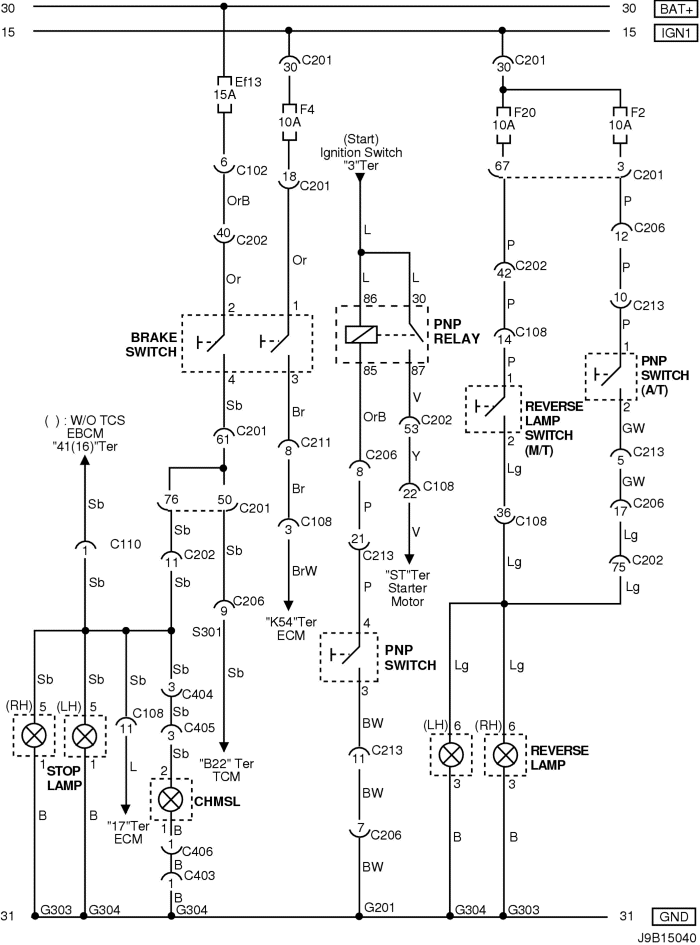 30 30 BAT+
15 15 IGN1
C201 C201
30 30
Ef13
15A
F4 F20 F2
10A 10A 10A
(Start)
Ignition Switch
"3"Ter
6 C102
18 C201
67 3 C201
OrB
P
C206
12
L
40 C202
P
P
Or Or
C202
42
L L
10 C213
86 30
P P
2 1
C108
14
BRAKE
SWITCH
PNP
RELAY
P
1
PNP
SWITCH
(A/T)
P
1
4 3
85 87
2
REVERSE
LAMP
SWITCH
(M/T)
2
Sb Br
OrB
V
( ) : W/O TCS
EBCM
"41(16)"Ter
C202
53
GW
61 C201
C211
8
C206
8
Y
Lg
C213
5
76 50 C201
Br
C108
22
GW
Sb
P
C206
17
Sb Sb
C108
3
V
36 C108
Lg
C110
1
C202
11
21 C213
C202
75
Sb Sb
BrW
"ST"Ter
Starter
Motor
Lg Lg
C206
9
P
S301
"K54"Ter
ECM
4
PNP
SWITCH
Sb Sb Sb Sb Sb
Lg Lg
3 C404
3
(RH) 5 (LH) 5
C108
11
Sb
C405
3
BW
(LH) 6 (RH) 6
C213
11
REVERSE
LAMP
1 1
STOP
LAMP
L
Sb
"B22" Ter
TCM
2
3 3
CHMSL
BW
B B
"17"Ter
ECM
1 B
1 C406
7 C206
B B
B
1 C403
BW
B
31 G303 G304 G304 G201 G304 G303 31 GND
J9B15040